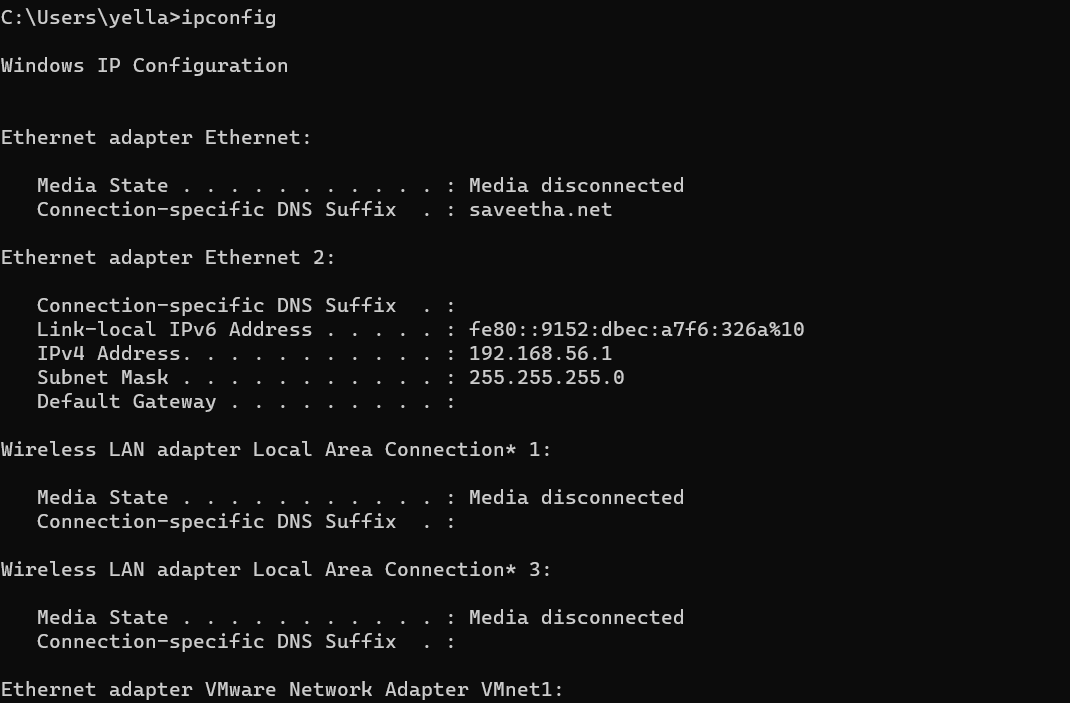 C:\Users\yella>ipconfig
Windows IP Configuration
Ethernet adapter Ethernet:
   Media State . . . . . . . . . . . : Media disconnected
   Connection-specific DNS Suffix  . : saveetha.net
Ethernet adapter Ethernet 2:
   Connection-specific DNS Suffix  . :
   Link-local IPv6 Address . . . . . : fe80::9152:dbec:a7f6:326a%10
   IPv4 Address. . . . . . . . . . . : 192.168.56.1
   Subnet Mask . . . . . . . . . . . : 255.255.255.0
   Default Gateway . . . . . . . . . :
Wireless LAN adapter Local Area Connection* 1:
   Media State . . . . . . . . . . . : Media disconnected
   Connection-specific DNS Suffix  . :
Wireless LAN adapter Local Area Connection* 3:
   Media State . . . . . . . . . . . : Media disconnected
   Connection-specific DNS Suffix  . :
Ethernet adapter VMware Network Adapter VMnet1: